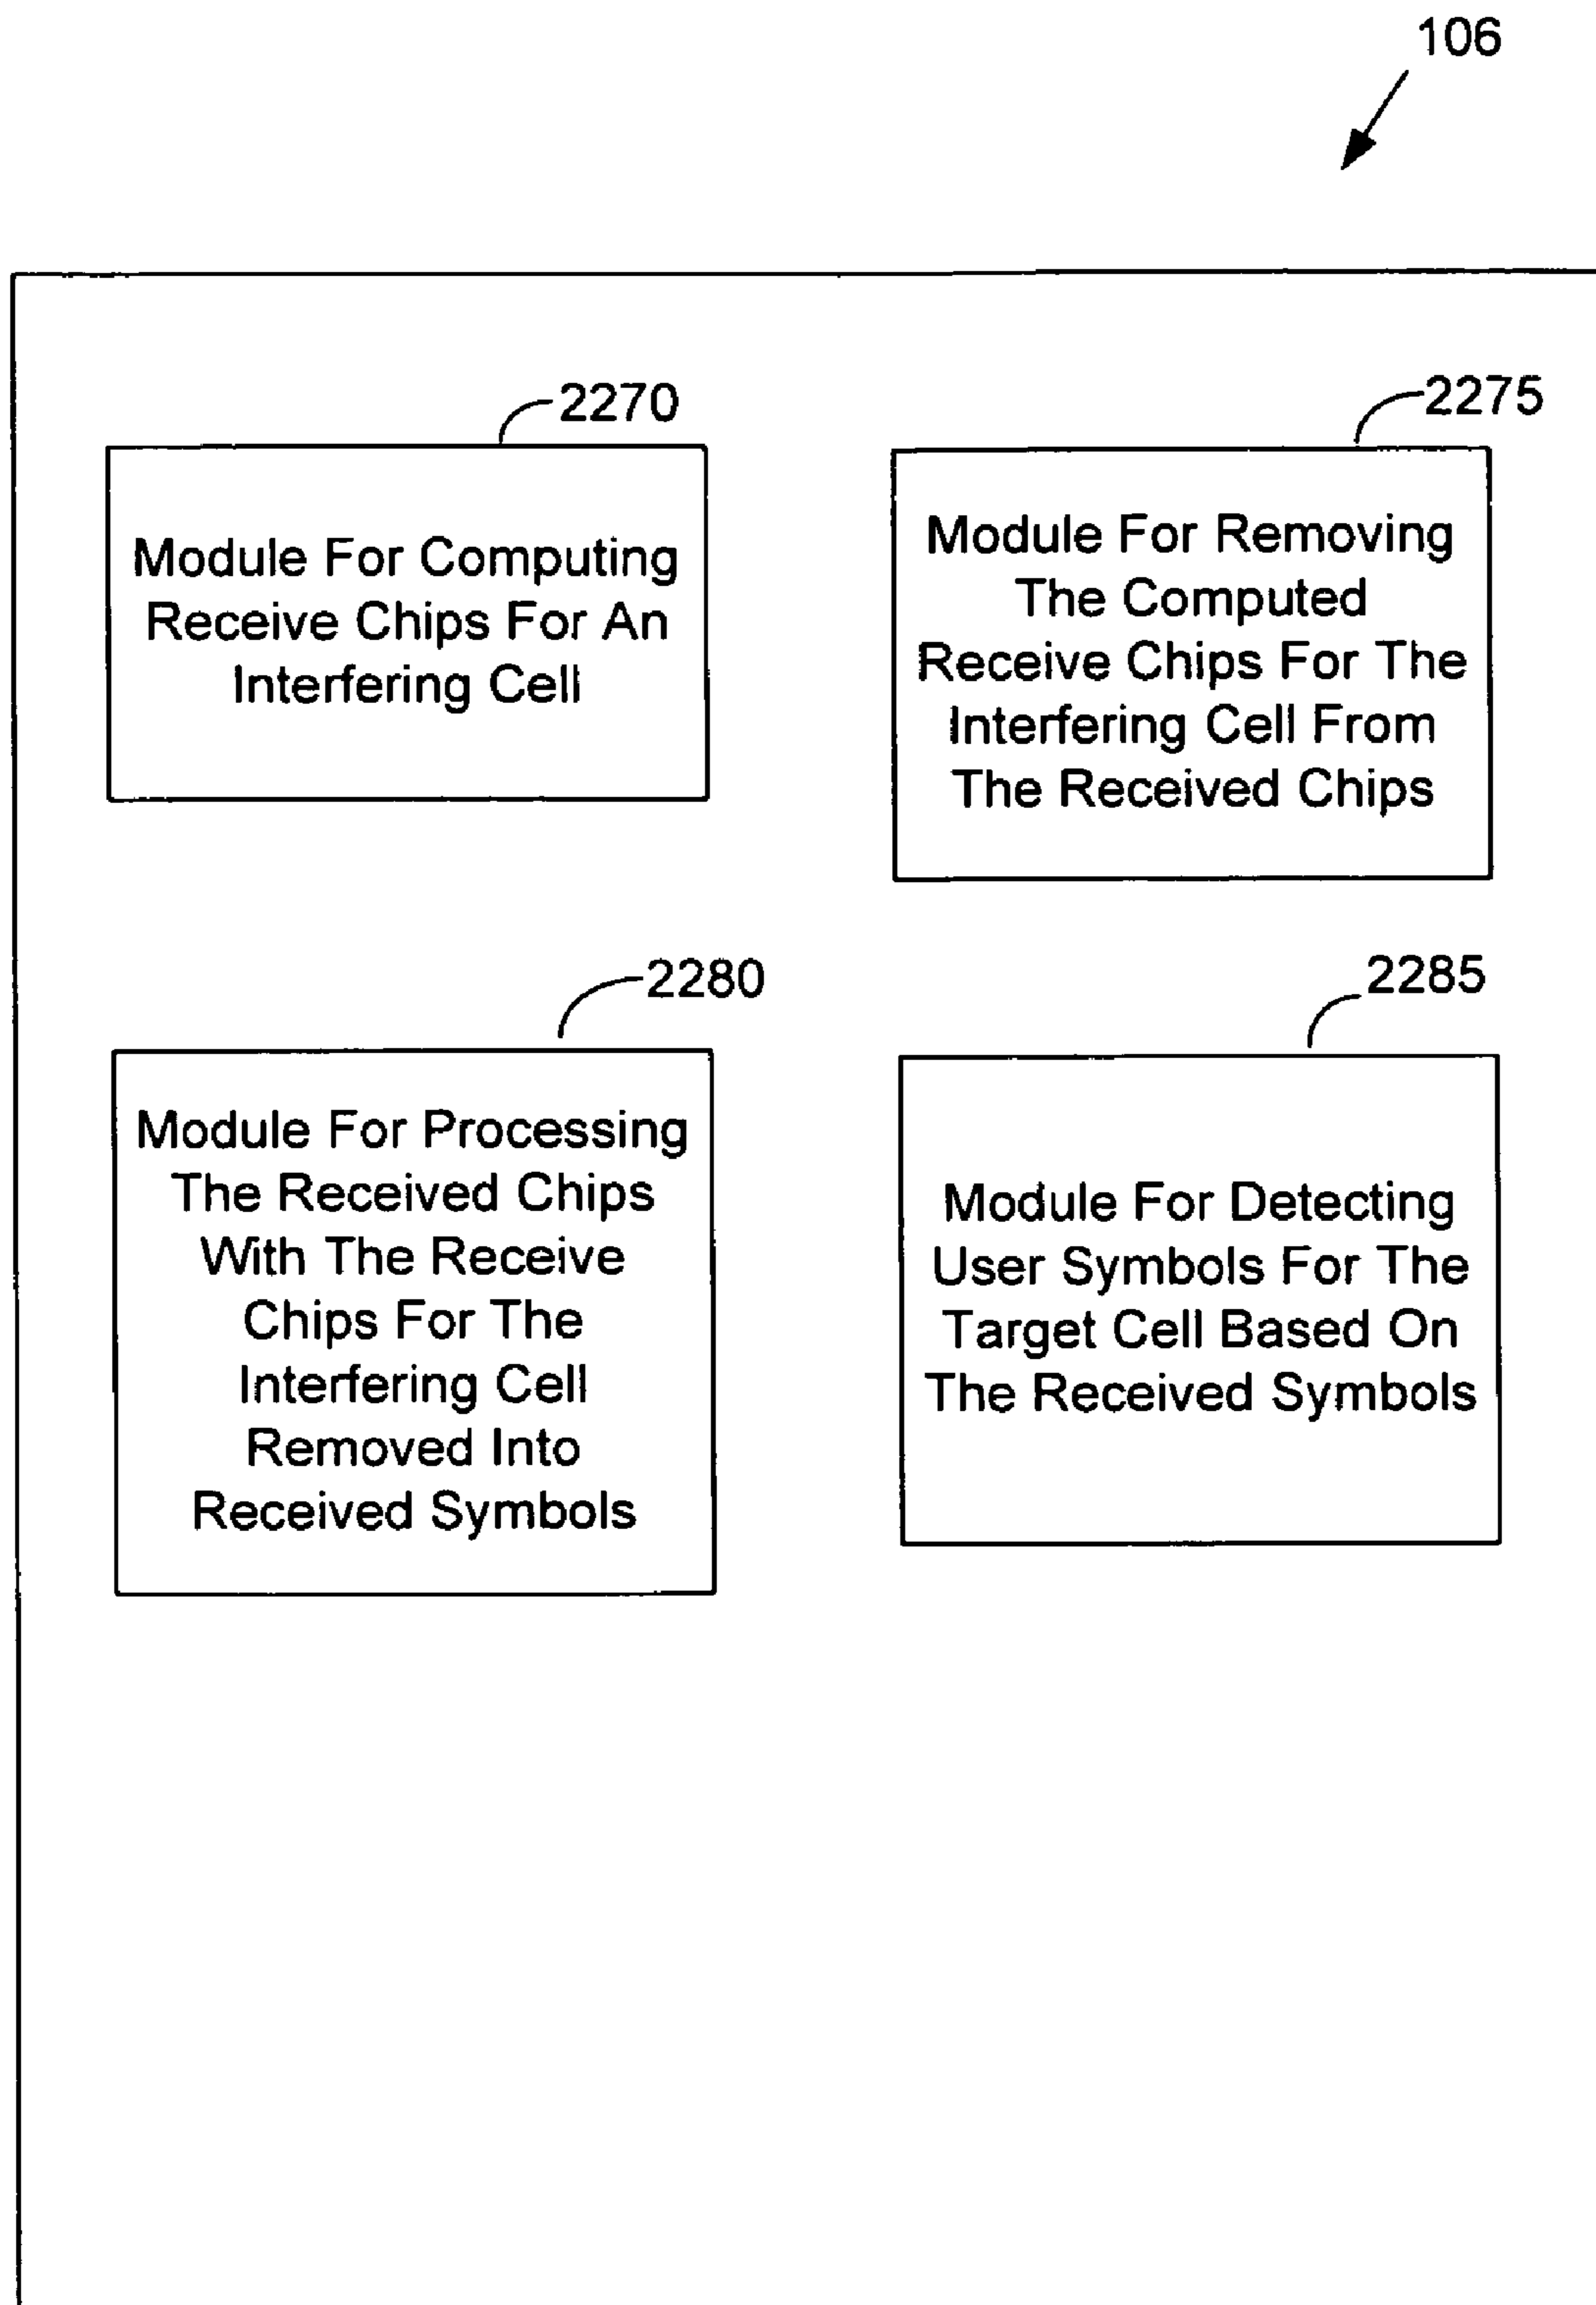 106
2270
Module For Computing
Receive Chips For An
Interfering Cell
2275
Module For Removing
The Computed
Receive Chips For The
Interfering Cell From
The Received Chips
2280
Module For Processing
The Received Chips
With The Receive
Chips For The
Interfering Cell
Removed Into
Received Symbols
2285
Module For Detecting
User Symbols For The
Target Cell Based On
The Received Symbols